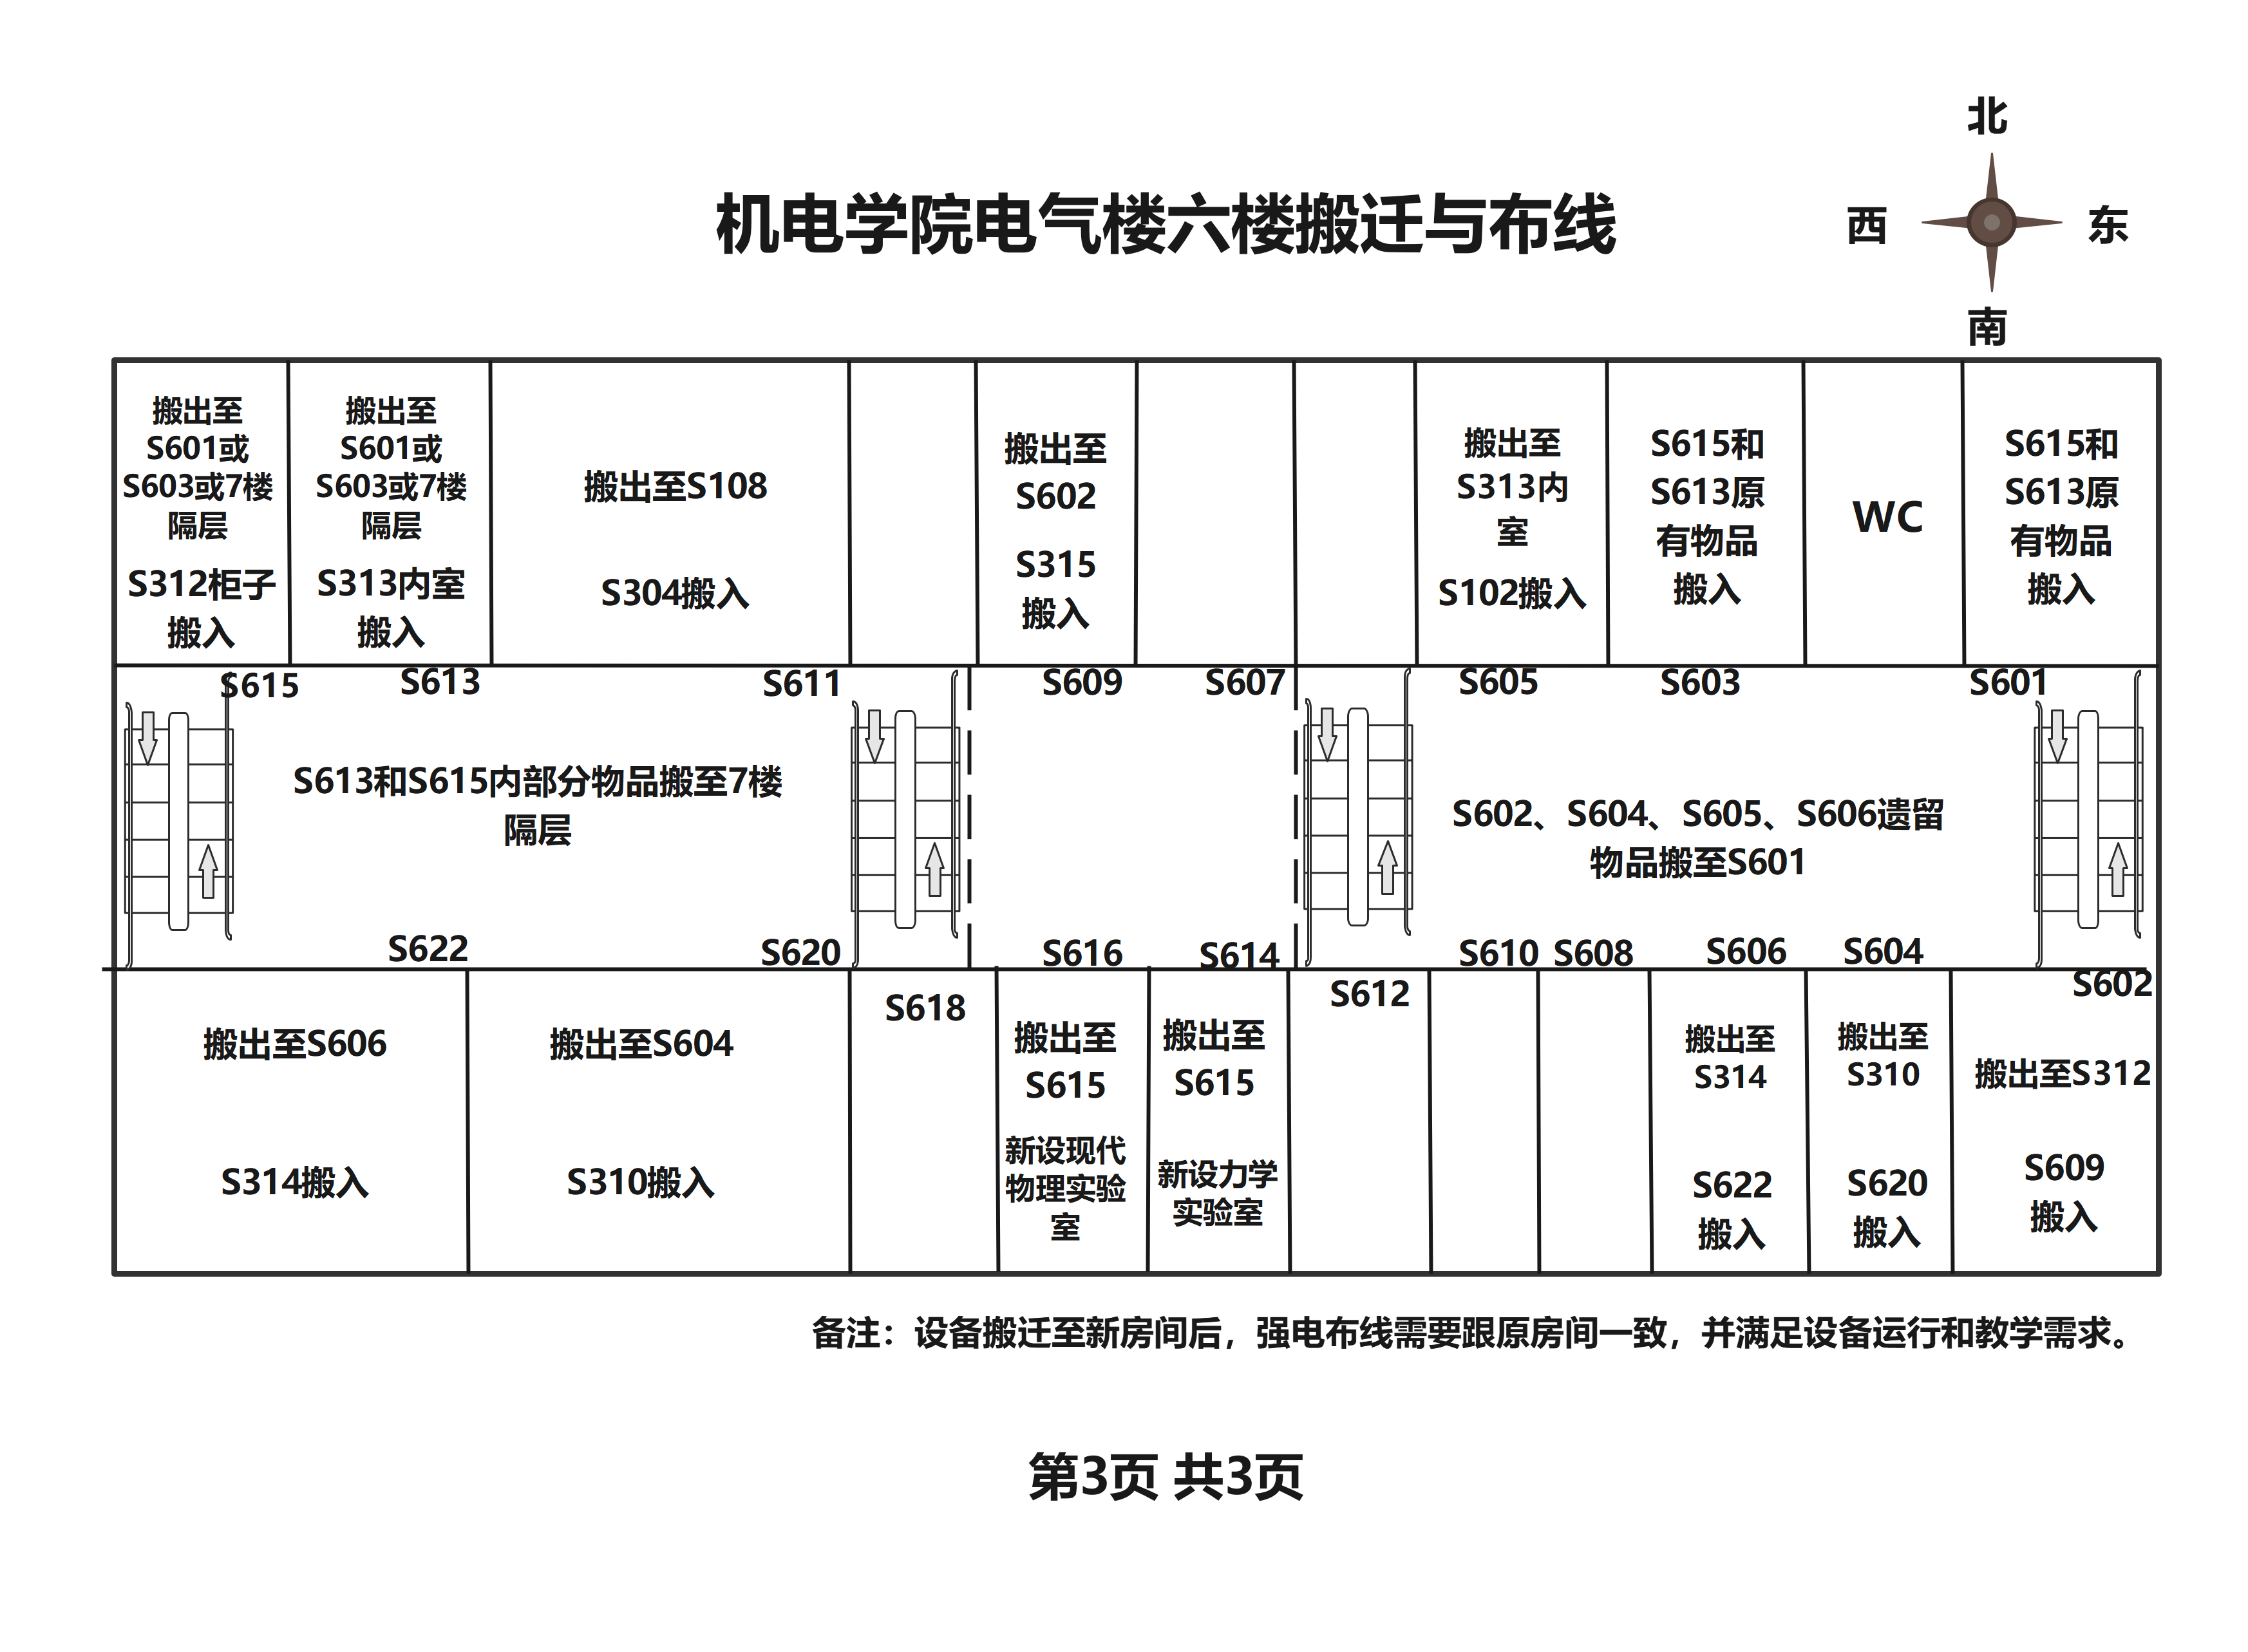 北
机电学院电气楼六楼搬迁与布线
西
东
南
搬出至
S601或
S603或7楼
隔层
S312柜子
搬入
搬出至
S601或
S603或7楼
隔层
S313内室
搬入
搬出至S108
S304搬入
搬出至
S602
S315
搬入
搬出至
S313内
室
S102搬入
S615和
S613原
有物品
搬入
WC
S615和
S613原
有物品
搬入
S615
S613
S611
S609
S607
S605
S603
S601
S613和S615内部分物品搬至7楼
隔层
S602、S604、S605、S606遗留
物品搬至S601
S622
S620
S616
S614
S610
S608
S606
S604
S618
S612
S602
搬出至S606
S314搬入
搬出至S604
S310搬入
搬出至
S615
新设现代
物理实验
室
搬出至
S615
新设力学
实验室
搬出至
S314
S622
搬入
搬出至
S310
S620
搬入
搬出至S312
S609
搬入
备注：设备搬迁至新房间后，强电布线需要跟原房间一致，并满足设备运行和教学需求。
第3页 共3页